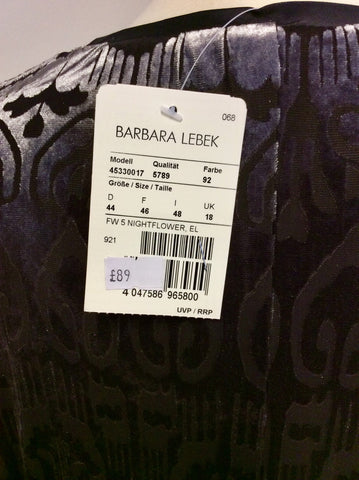 068
BARBARA LEBEK
Modell Qualität Farbe
45330017 5789 92
Größe / Size / Taille
D F I UK
44 46 48 18
FW 5 NIGHTFLOWER, EL
921
£89
4 047586 965800
UVP / RRP